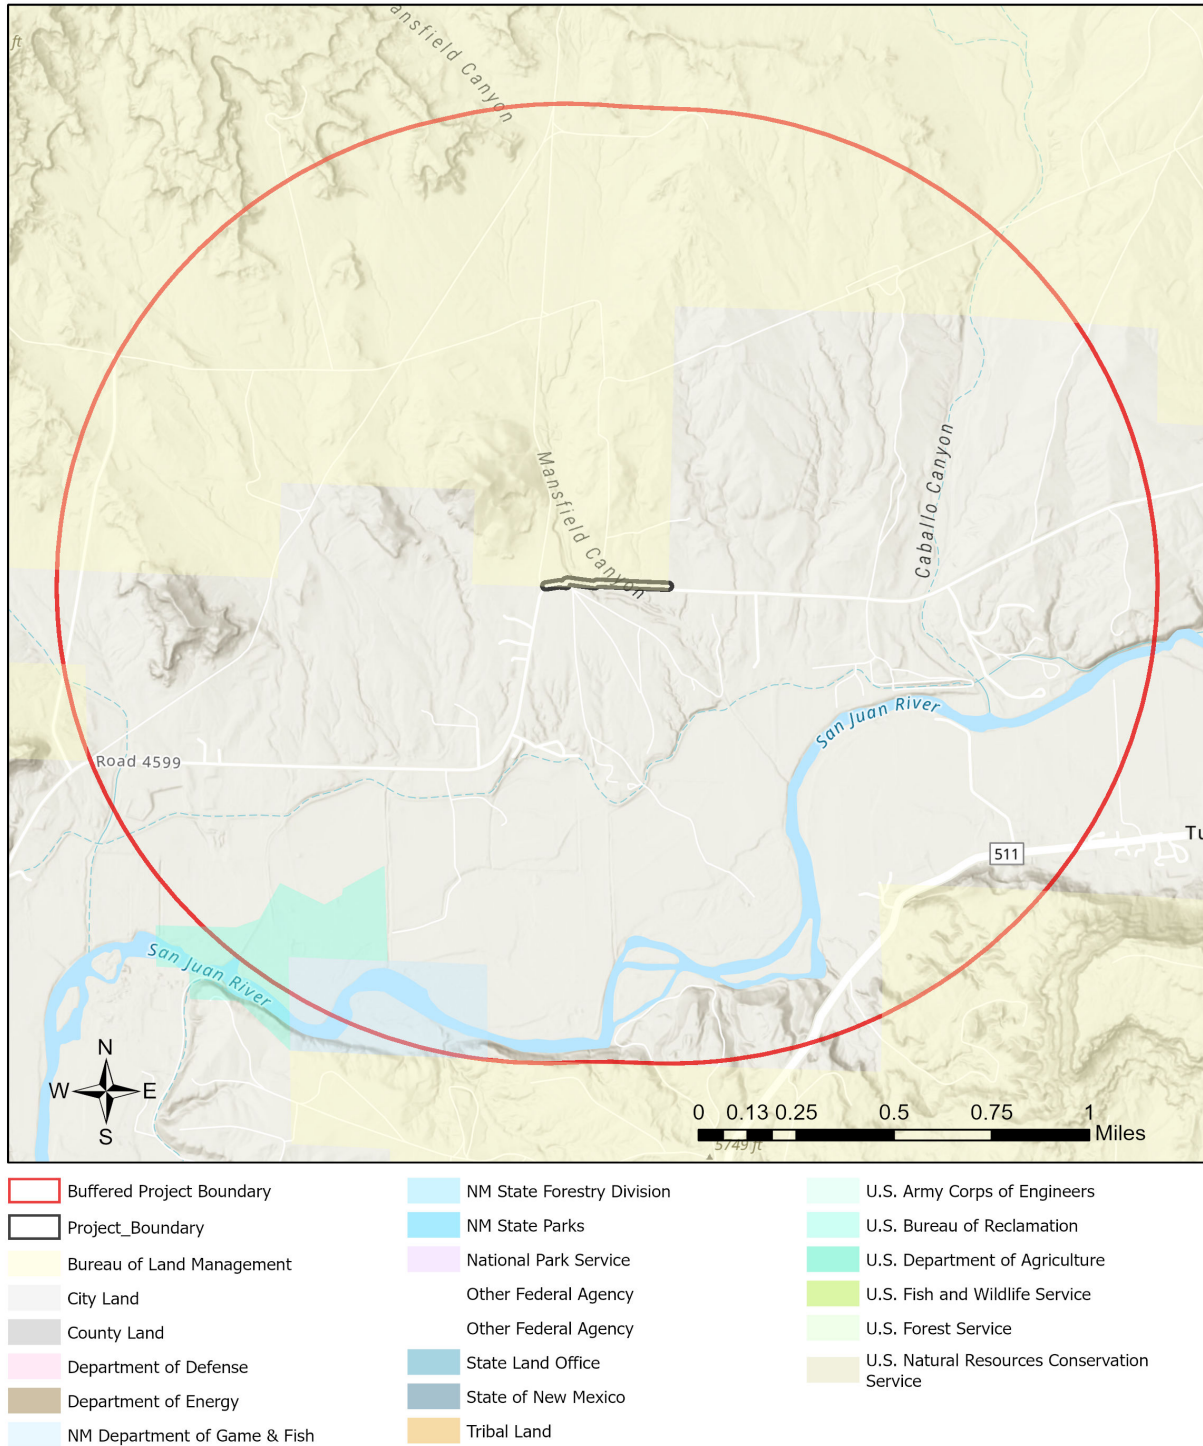 ft
ansfield Canyon
Mansfield Canyon
Caballo Canyon
San Juan River
Road 4599
511
Tu
San Juan River
N
W E
S
0 0.13 0.25 0.5 0.75 1
Miles
5749 ft
Buffered Project Boundary
Project_Boundary
Bureau of Land Management
City Land
County Land
Department of Defense
Department of Energy
NM Department of Game & Fish
NM State Forestry Division
NM State Parks
National Park Service
Other Federal Agency
Other Federal Agency
State Land Office
State of New Mexico
Tribal Land
U.S. Army Corps of Engineers
U.S. Bureau of Reclamation
U.S. Department of Agriculture
U.S. Fish and Wildlife Service
U.S. Forest Service
U.S. Natural Resources Conservation
Service